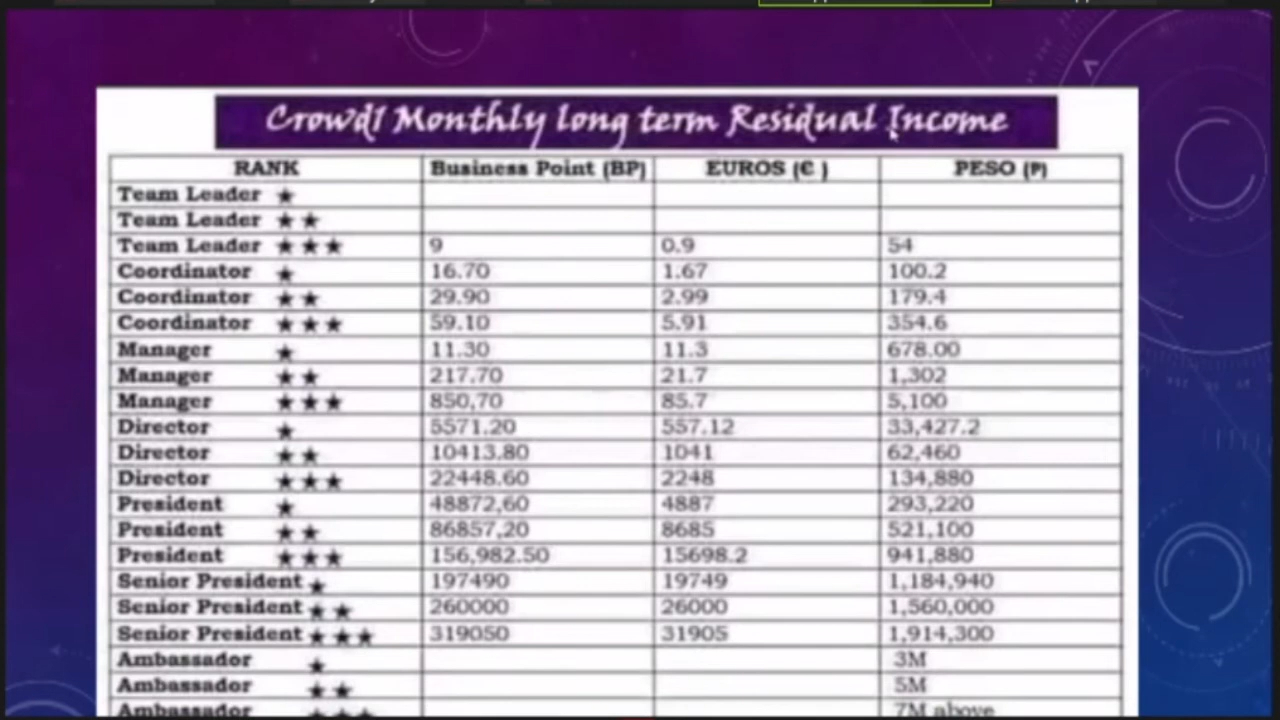 Crowd1 Monthly long term Residual Income
RANK Business Point (BP) EUROS (€ ) PESO (₱)
Team Leader ★
Team Leader ★★
Team Leader ★★★ 9 0.9 54
Coordinator ★ 16.70 1.67 100.2
Coordinator ★★ 29.90 2.99 179.4
Coordinator ★★★ 59.10 5.91 354.6
Manager ★ 11.30 11.3 678.00
Manager ★★ 217.70 21.7 1,302
Manager ★★★ 850,70 85.7 5,100
Director ★ 5571.20 557.12 33,427.2
Director ★★ 10413.80 1041 62,460
Director ★★★ 22448.60 2248 134,880
President ★ 48872,60 4887 293,220
President ★★ 86857,20 8685 521,100
President ★★★ 156,982.50 15698.2 941,880
Senior President ★ 197490 19749 1,184,940
Senior President ★★ 260000 26000 1,560,000
Senior President ★★★ 319050 31905 1,914,300
Ambassador ★ 3M
Ambassador ★★ 5M
Ambassador ★★★ 7M above